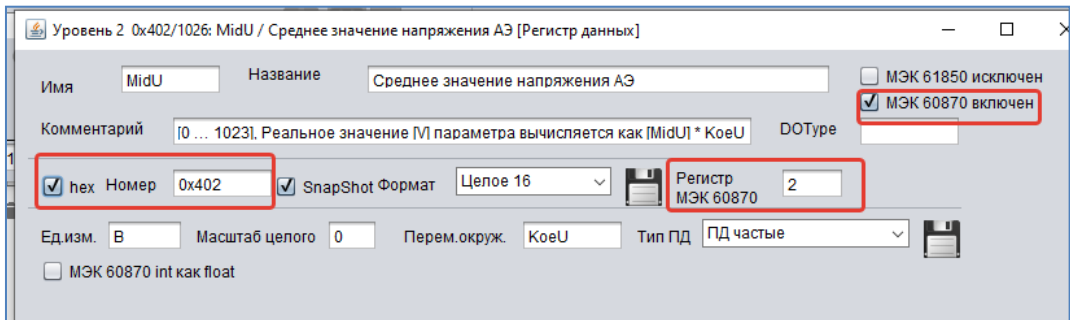 Уровень 2 0x402/1026: MidU / Среднее значение напряжения АЭ [Регистр данных]
Имя MidU Название Среднее значение напряжения АЭ МЭК 61850 исключен
МЭК 60870 включен
Комментарий [0 ... 1023], Реальное значение [V] параметра вычисляется как [MidU] * KoeU DOType
hex Номер 0x402 SnapShot Формат Целое 16 Регистр МЭК 60870 2
Ед.изм. В Масштаб целого 0 Перем.окруж. KoeU Тип ПД ПД частые
МЭК 60870 int как float